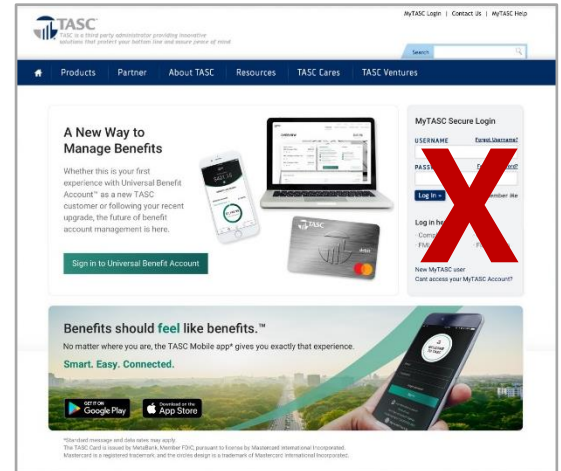 MyTASC Login | Contact Us | MyTASC Help
TASC
TASC is a third party administrator providing innovative
solutions that protect your bottom line and assure peace of mind
Search
Products Partner About TASC Resources TASC Cares TASC Ventures
A New Way to
Manage Benefits
Whether this is your first
experience with Universal Benefit
Account™ as a new TASC
customer or following your recent
upgrade, the future of benefit
account management is here.
Sign in to Universal Benefit Account
OVERVIEW
TASC
debit
MyTASC Secure Login
USERNAME Forgot Username?
Log In
Log in
New MyTASC user
Cant access your MyTASC Account?
X
Benefits should feel like benefits.™
No matter where you are, the TASC Mobile app* gives you exactly that experience.
Smart. Easy. Connected.
GET IT ON
Google Play
Download on the
App Store
*Standard message and data rates may apply.
The TASC Card is issued by MetaBank, Member FDIC, pursuant to license by Mastercard International Incorporated.
Mastercard is a registered trademark, and the circles design is a trademark of Mastercard International Incorporated.